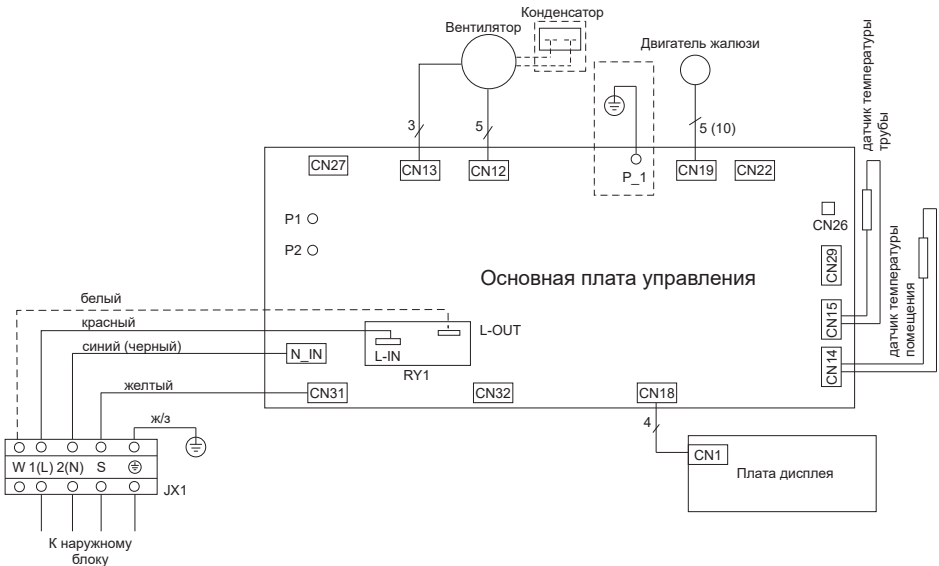 Конденсатор
Вентилятор
Двигатель жалюзи
датчик температуры
трубы
3
5
5 (10)
CN27
CN13
CN12
P_1
CN19
CN22
P1
CN26
P2
CN29
Основная плата управления
датчик температуры
помещения
белый
CN15
красный
L-OUT
синий (черный)
N_IN
L-IN
CN14
RY1
желтый
CN31
CN32
CN18
ж/з
4
CN1
W 1(L) 2(N) S
Плата дисплея
JX1
К наружному
блоку